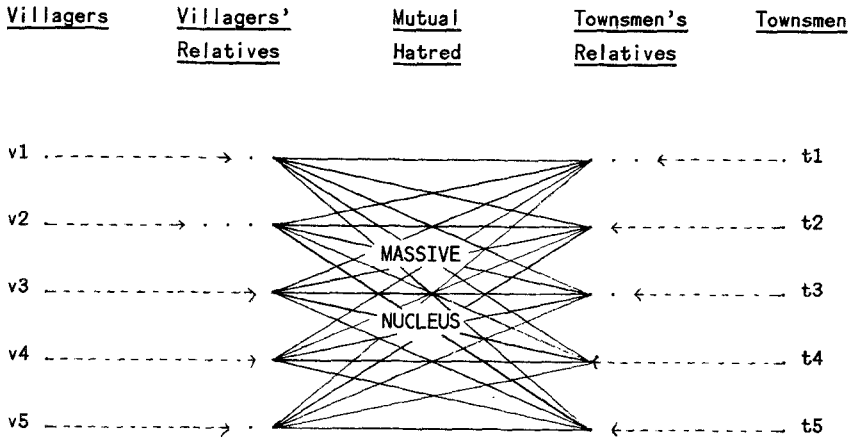 Villagers Villagers' Mutual Townsmen's Townsmen
Relatives Hatred Relatives
v1 t1
v2 t2
MASSIVE
v3 t3
NUCLEUS
v4 t4
v5 t5